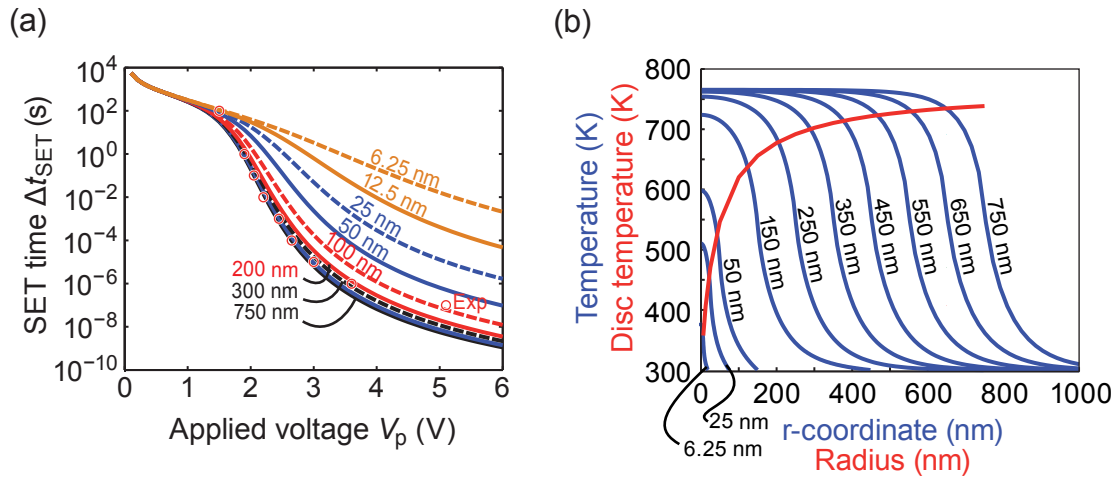 (a)
SET time Δt_SET (s)
10^4
10^2
10^0
10^-2
10^-4
10^-6
10^-8
10^-10
0 1 2 3 4 5 6
Applied voltage V_p (V)
6.25 nm
12.5 nm
25 nm
50 nm
100 nm
200 nm
300 nm
750 nm
Exp
(b)
Temperature (K)
Disc temperature (K)
800
750
700
600
500
400
300
0 200 400 600 800 1000
50 nm
150 nm
250 nm
350 nm
450 nm
550 nm
650 nm
750 nm
25 nm
6.25 nm
r-coordinate (nm)
Radius (nm)